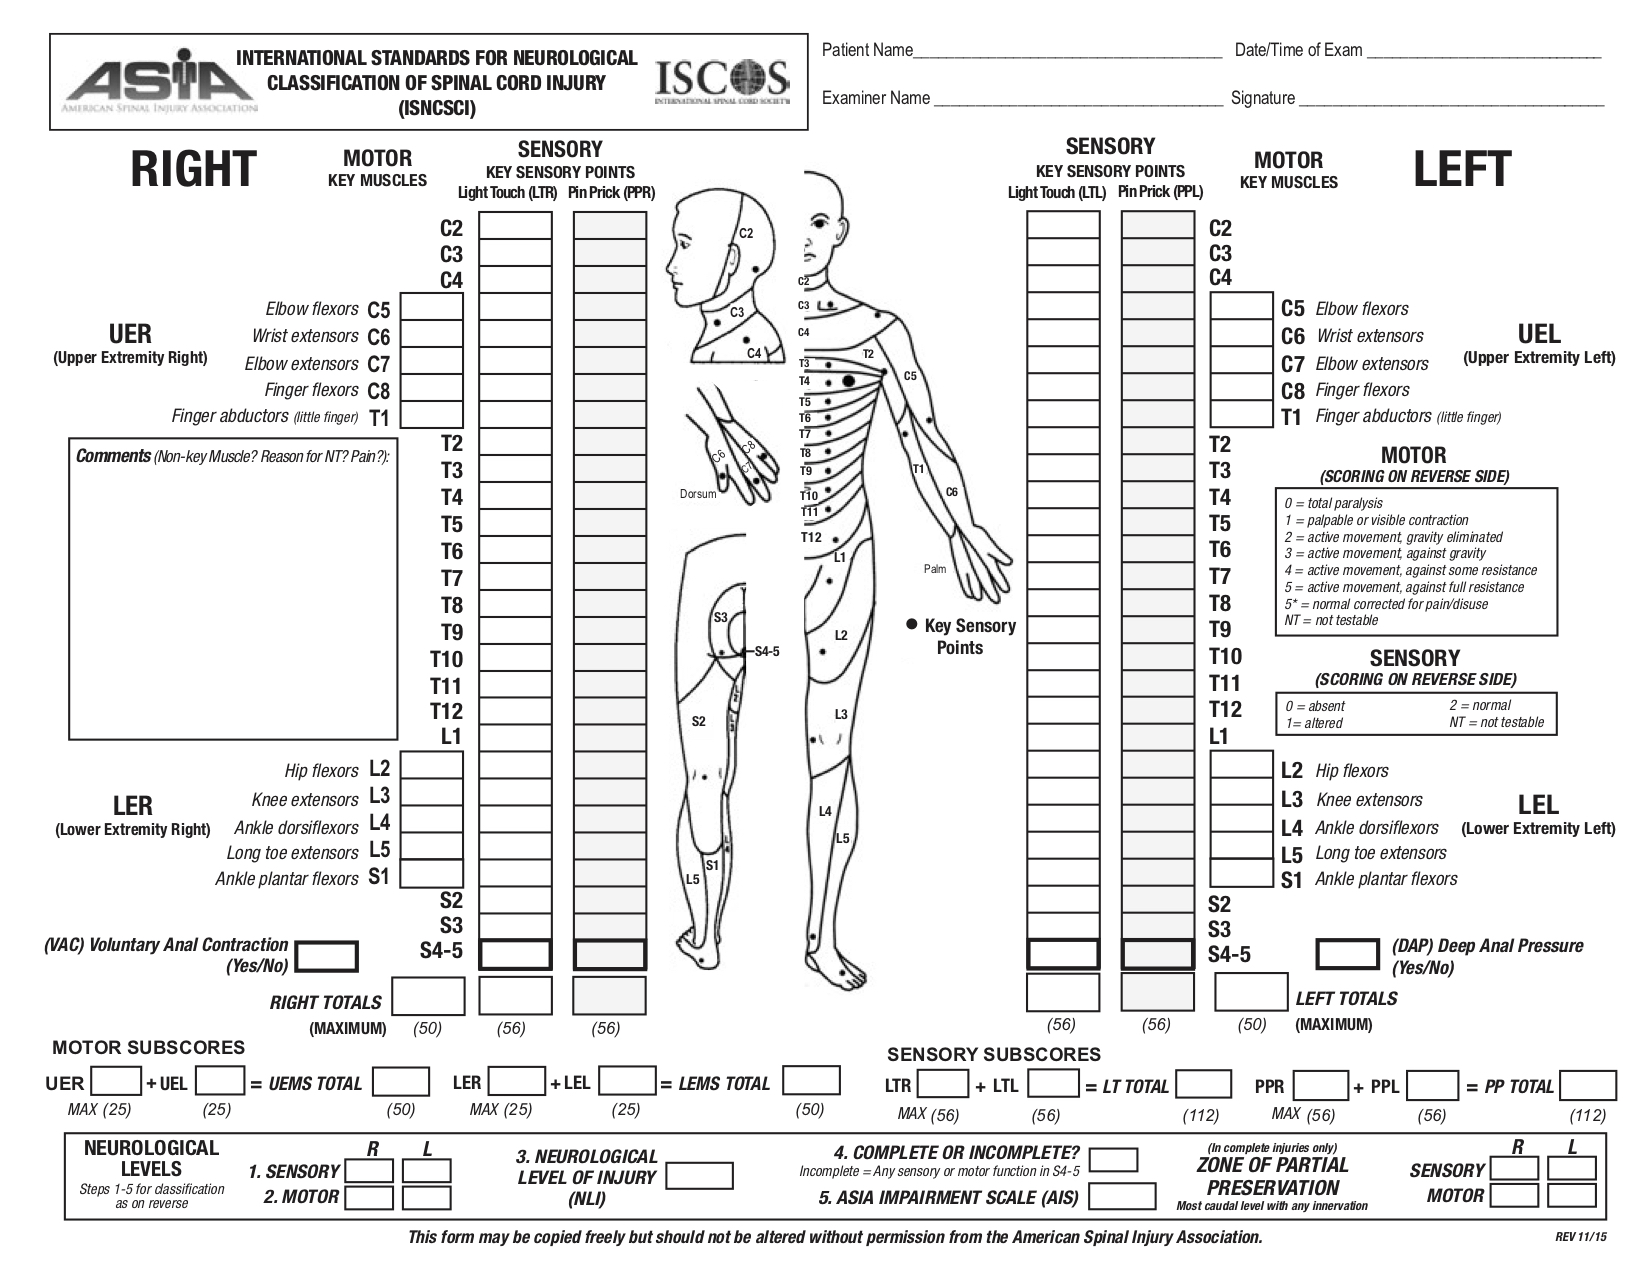 ASIA
AMERICAN SPINAL INJURY ASSOCIATION
INTERNATIONAL STANDARDS FOR NEUROLOGICAL
CLASSIFICATION OF SPINAL CORD INJURY
(ISNCSCI)
ISCOS
INTERNATIONAL SPINAL CORD SOCIETY
Patient Name
Date/Time of Exam
Examiner Name
Signature
RIGHT
MOTOR
KEY MUSCLES
SENSORY
KEY SENSORY POINTS
Light Touch (LTR) Pin Prick (PPR)
C2
C3
C4
Elbow flexors C5
Wrist extensors C6
Elbow extensors C7
Finger flexors C8
Finger abductors (little finger) T1
UER
(Upper Extremity Right)
Comments (Non-key Muscle? Reason for NT? Pain?):
T2
T3
T4
T5
T6
T7
T8
T9
T10
T11
T12
L1
LER
(Lower Extremity Right)
Hip flexors L2
Knee extensors L3
Ankle dorsiflexors L4
Long toe extensors L5
Ankle plantar flexors S1
S2
S3
S4-5
(VAC) Voluntary Anal Contraction
(Yes/No)
RIGHT TOTALS
(MAXIMUM) (50) (56) (56)
C2
C3
C4
C6
C8
C7
Dorsum
S3
S4-5
S2
L5
S1
C2
C3
C4
T2
T3
T4
T5
T6
T7
T8
T9
T10
T11
T12
C5
T1
C6
Palm
L1
L2
L3
L4
L5
Key Sensory
Points
SENSORY
KEY SENSORY POINTS
Light Touch (LTL) Pin Prick (PPL)
MOTOR
KEY MUSCLES
LEFT
C2
C3
C4
C5 Elbow flexors
C6 Wrist extensors
C7 Elbow extensors
C8 Finger flexors
T1 Finger abductors (little finger)
UEL
(Upper Extremity Left)
T2
T3
T4
T5
T6
T7
T8
T9
T10
T11
T12
L1
MOTOR
(SCORING ON REVERSE SIDE)
0 = total paralysis
1 = palpable or visible contraction
2 = active movement, gravity eliminated
3 = active movement, against gravity
4 = active movement, against some resistance
5 = active movement, against full resistance
5* = normal corrected for pain/disuse
NT = not testable
SENSORY
(SCORING ON REVERSE SIDE)
0 = absent 2 = normal
1= altered NT = not testable
L2 Hip flexors
L3 Knee extensors
L4 Ankle dorsiflexors
L5 Long toe extensors
S1 Ankle plantar flexors
LEL
(Lower Extremity Left)
S2
S3
S4-5
(DAP) Deep Anal Pressure
(Yes/No)
LEFT TOTALS
(56) (56) (50) (MAXIMUM)
MOTOR SUBSCORES
UER + UEL = UEMS TOTAL LER + LEL = LEMS TOTAL
MAX (25) (25) (50) MAX (25) (25) (50)
SENSORY SUBSCORES
LTR + LTL = LT TOTAL PPR + PPL = PP TOTAL
MAX (56) (56) (112) MAX (56) (56) (112)
NEUROLOGICAL
LEVELS
Steps 1-5 for classification
as on reverse
R L
1. SENSORY
2. MOTOR
3. NEUROLOGICAL
LEVEL OF INJURY
(NLI)
4. COMPLETE OR INCOMPLETE?
Incomplete = Any sensory or motor function in S4-5
5. ASIA IMPAIRMENT SCALE (AIS)
(In complete injuries only)
ZONE OF PARTIAL
PRESERVATION
Most caudal level with any innervation
R L
SENSORY
MOTOR
This form may be copied freely but should not be altered without permission from the American Spinal Injury Association.
REV 11/15